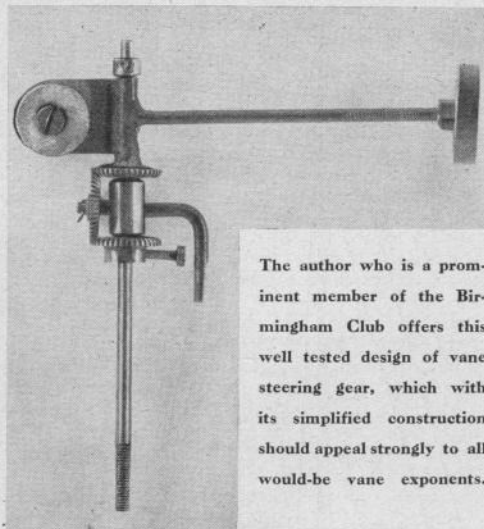 The author who is a prom-
inent member of the Bir-
mingham Club offers this
well tested design of vane
steering gear, which with
its simplified construction
should appeal strongly to all
would-be vane exponents.